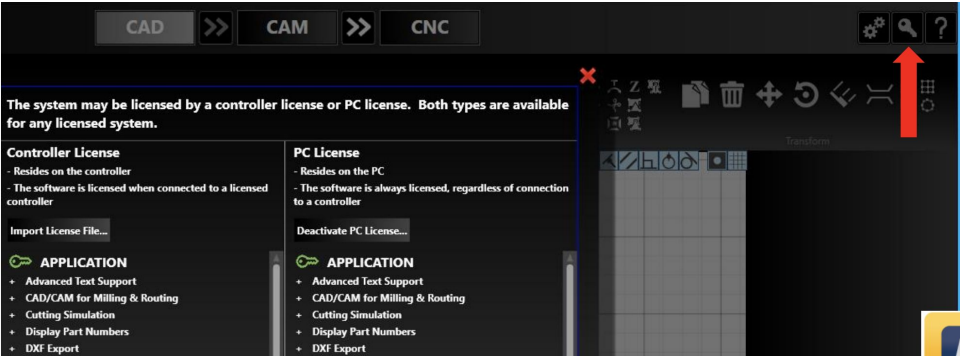 CAD >> CAM >> CNC ?
The system may be licensed by a controller license or PC license. Both types are available
for any licensed system.
Controller License
- Resides on the controller
- The software is licensed when connected to a licensed
controller
Import License File...
APPLICATION
+ Advanced Text Support
+ CAD/CAM for Milling & Routing
+ Cutting Simulation
+ Display Part Numbers
+ DXF Export
PC License
- Resides on the PC
- The software is always licensed, regardless of connection
to a controller
Deactivate PC License...
APPLICATION
+ Advanced Text Support
+ CAD/CAM for Milling & Routing
+ Cutting Simulation
+ Display Part Numbers
+ DXF Export
Transform